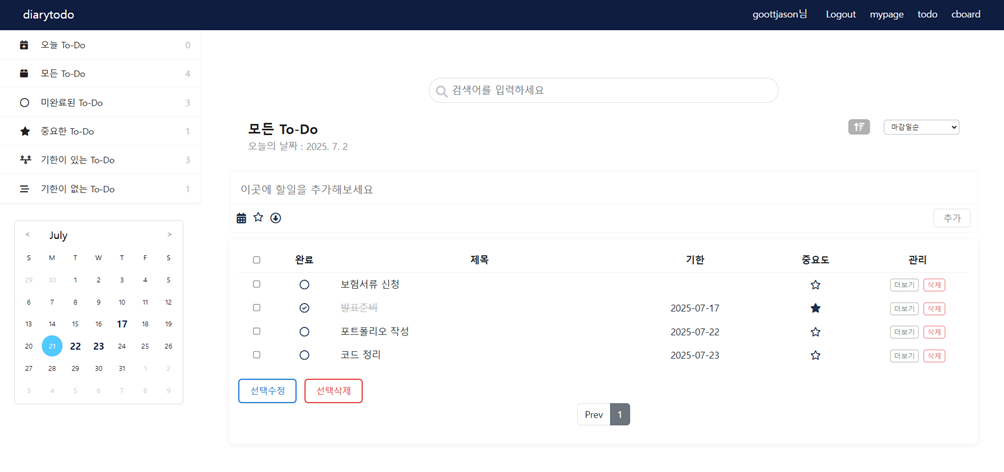 diarytodo
goottjason님 Logout mypage todo cboard
오늘 To-Do 0
모든 To-Do 4
미완료된 To-Do 3
중요한 To-Do 1
기한이 있는 To-Do 3
기한이 없는 To-Do 1
< July >
S M T W T F S
29 30 1 2 3 4 5
6 7 8 9 10 11 12
13 14 15 16 17 18 19
20 21 22 23 24 25 26
27 28 29 30 31 1 2
3 4 5 6 7 8 9
검색어를 입력하세요
모든 To-Do
오늘의 날짜 : 2025. 7. 2
마감일순
이곳에 할일을 추가해보세요
추가
완료 제목 기한 중요도 관리
보험서류 신청 더보기 삭제
발표준비 2025-07-17 더보기 삭제
포트폴리오 작성 2025-07-22 더보기 삭제
코드 정리 2025-07-23 더보기 삭제
선택수정 선택삭제
Prev 1